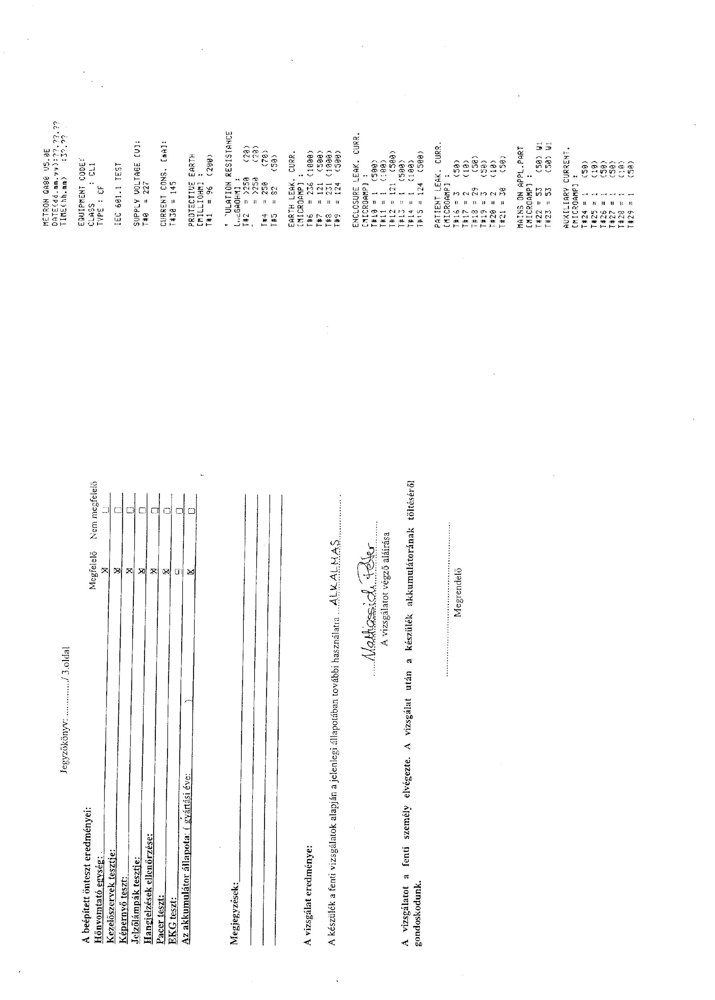 Jegyzőkönyv: ............../ 3.oldal
A beépített önteszt eredményei:
Megfelelő Nem megfelelő
Hőnyomtató egység: ☒ ☐
Kezelőszervek tesztje: ☒ ☐
Képernyő teszt: ☒ ☐
Jelzőlámpák tesztje: ☒ ☐
Hangjelzések ellenőrzése: ☒ ☐
Pacer teszt: ☒ ☐
EKG teszt: ☐ ☐
Az akkumulátor állapota: ( gyártási éve: ) ☒ ☐
Megjegyzések:
A vizsgálat eredménye:
A készülék a fenti vizsgálatok alapján a jelenlegi állapotában további használatra ...ALKALMAS...
Péter
A vizsgálatot végző aláírása
A vizsgálatot a fenti személy elvégezte. A vizsgálat után a készülék akkumulátorának töltéséről
gondoskodunk.
Megrendelő
METRON QA80 V5.0E
DATE(dd.mm.yy):??.??.??
TIME(hh.mm) :3?.??
EQUIPMENT CODE:
CLASS : CL1
TYPE : CF
IEC 601.1 TEST
SUPPLY VOLTAGE [V]:
T#0 = 227
CURRENT CONS. [mA]:
T#30 = 145
PROTECTIVE EARTH
[MILLIOHM] :
T#1 = 96 (200)
ULATION RESISTANCE
GAOHM] :
T#2 = >250 (20)
= >250 (20)
T#4 = 250 (70)
T#5 = 82 (50)
EARTH LEAK. CURR.
[MICROAMP] :
T#6 = 236 (1000)
T#7 = 121 (500)
T#8 = 231 (1000)
T#9 = 124 (500)
ENCLOSURE LEAK. CURR.
[MICROAMP] :
T#10 = 1 (500)
T#11 = 1 (100)
T#12 = 121 (500)
T#13 = 1 (500)
T#14 = 1 (100)
T#15 = 124 (500)
PATIENT LEAK. CURR.
[MICROAMP] :
T#16 = 3 (50)
T#17 = 2 (10)
T#18 = 29 (50)
T#19 = 3 (50)
T#20 = 2 (10)
T#21 = 30 (50)
MAINS ON APPL.PART
[MICROAMP] :
T#22 = 53 (50) W1
T#23 = 53 (50) W1
AUXILIARY CURRENT.
[MICROAMP] :
T#24 = 1 (50)
T#25 = 1 (10)
T#26 = 1 (50)
T#27 = 1 (50)
T#28 = 1 (10)
T#29 = 1 (50)